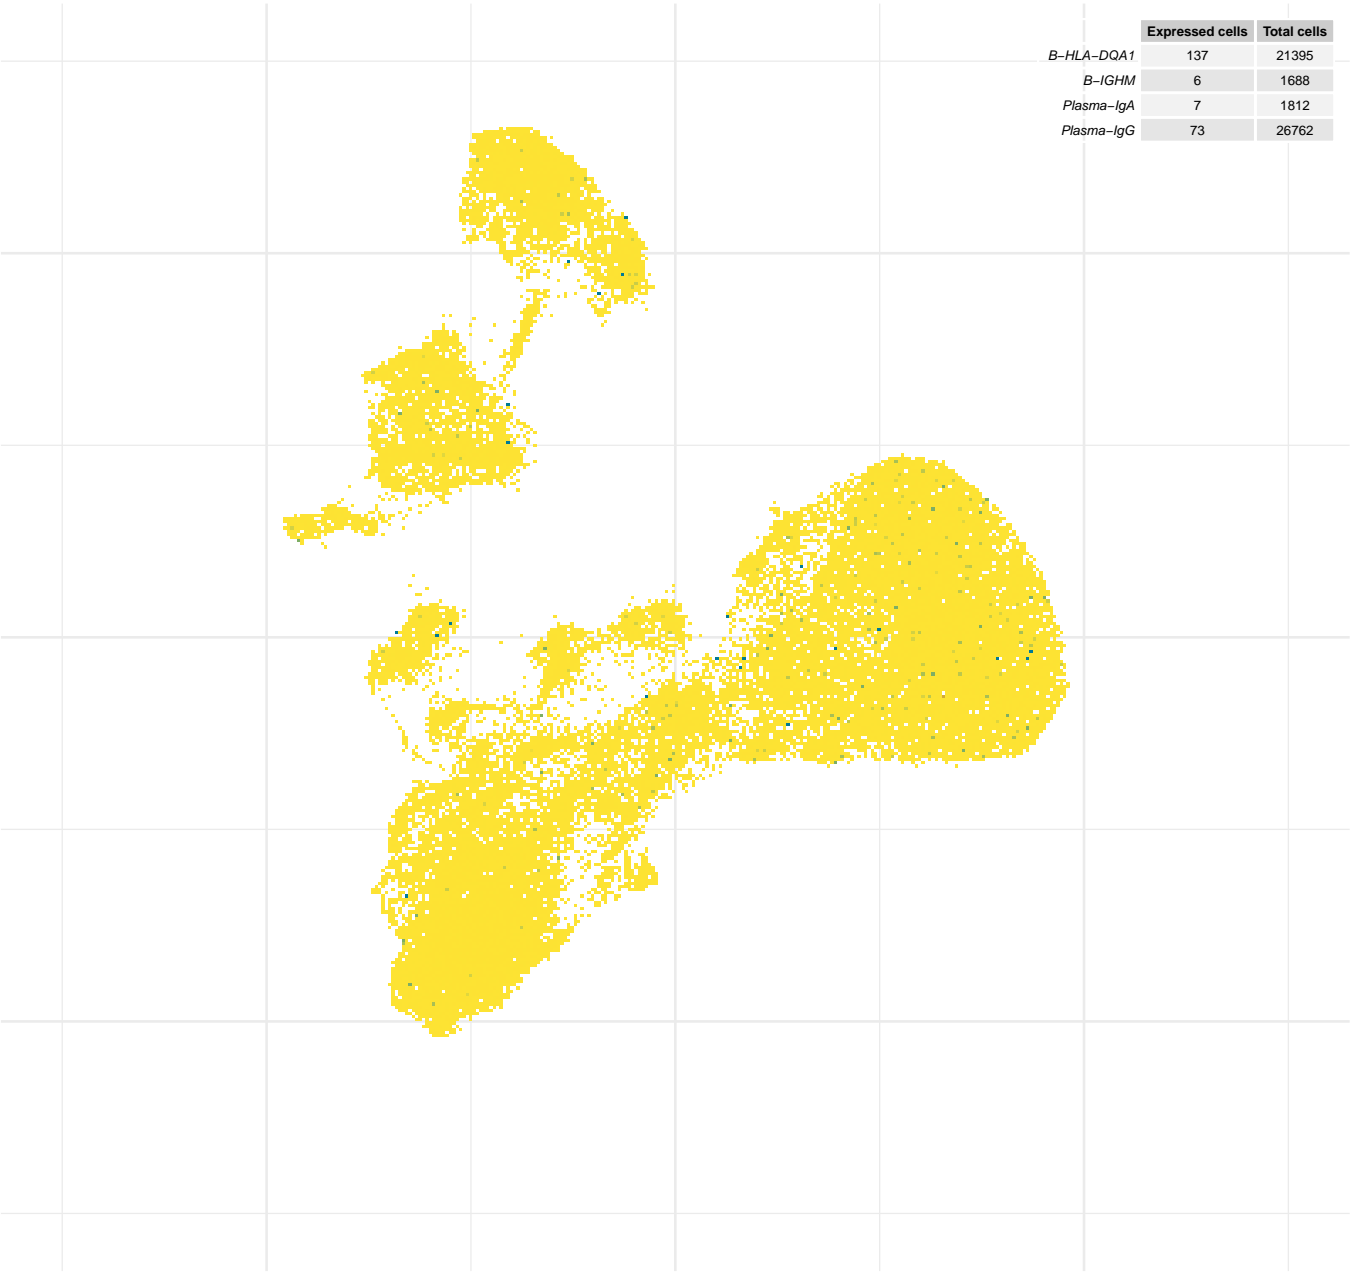 Expressed cells Total cells
B−HLA−DQA1 137 21395
B−IGHM 6 1688
Plasma−IgA 7 1812
Plasma−IgG 73 26762